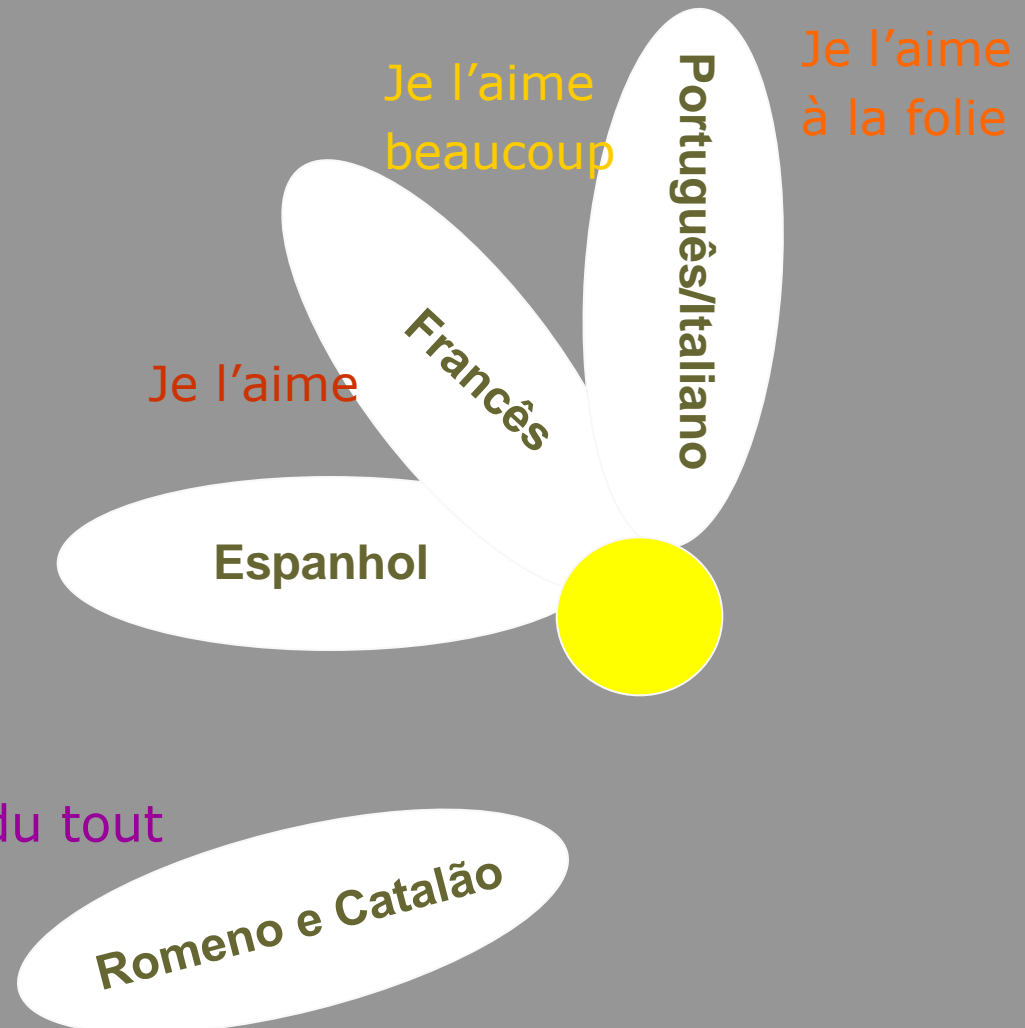 Je l’aime
à la folie
Je l’aime
beaucoup
Português/Italiano
Francês
Je l’aime
Espanhol
du tout
Romeno e Catalão